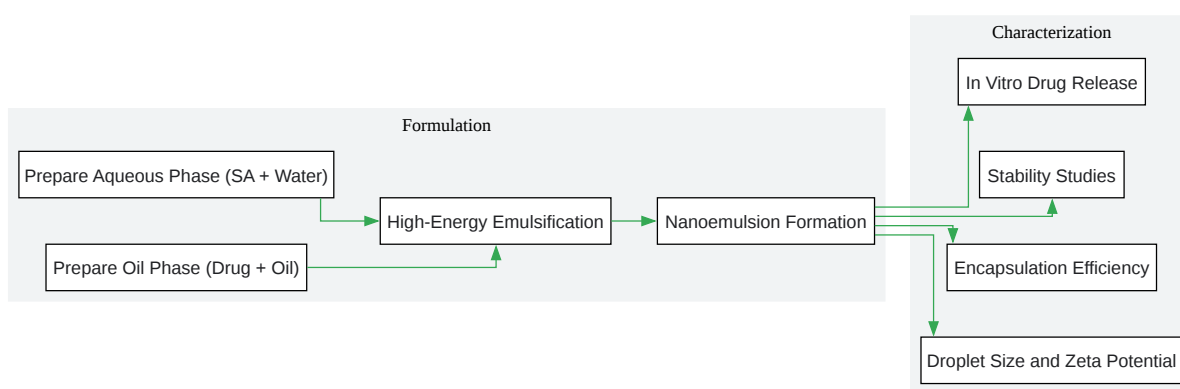 Characterization
In Vitro Drug Release
Formulation
Prepare Aqueous Phase (SA + Water)
Stability Studies
High-Energy Emulsification
Nanoemulsion Formation
Prepare Oil Phase (Drug + Oil)
Encapsulation Efficiency
Droplet Size and Zeta Potential